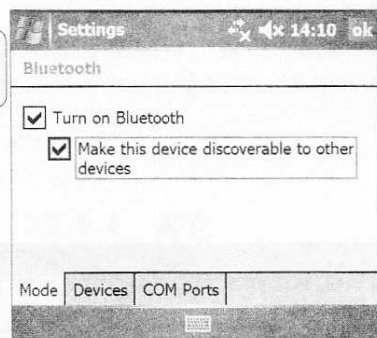 Settings 14:10 ok
Bluetooth
Turn on Bluetooth
Make this device discoverable to other
devices
Mode Devices COM Ports